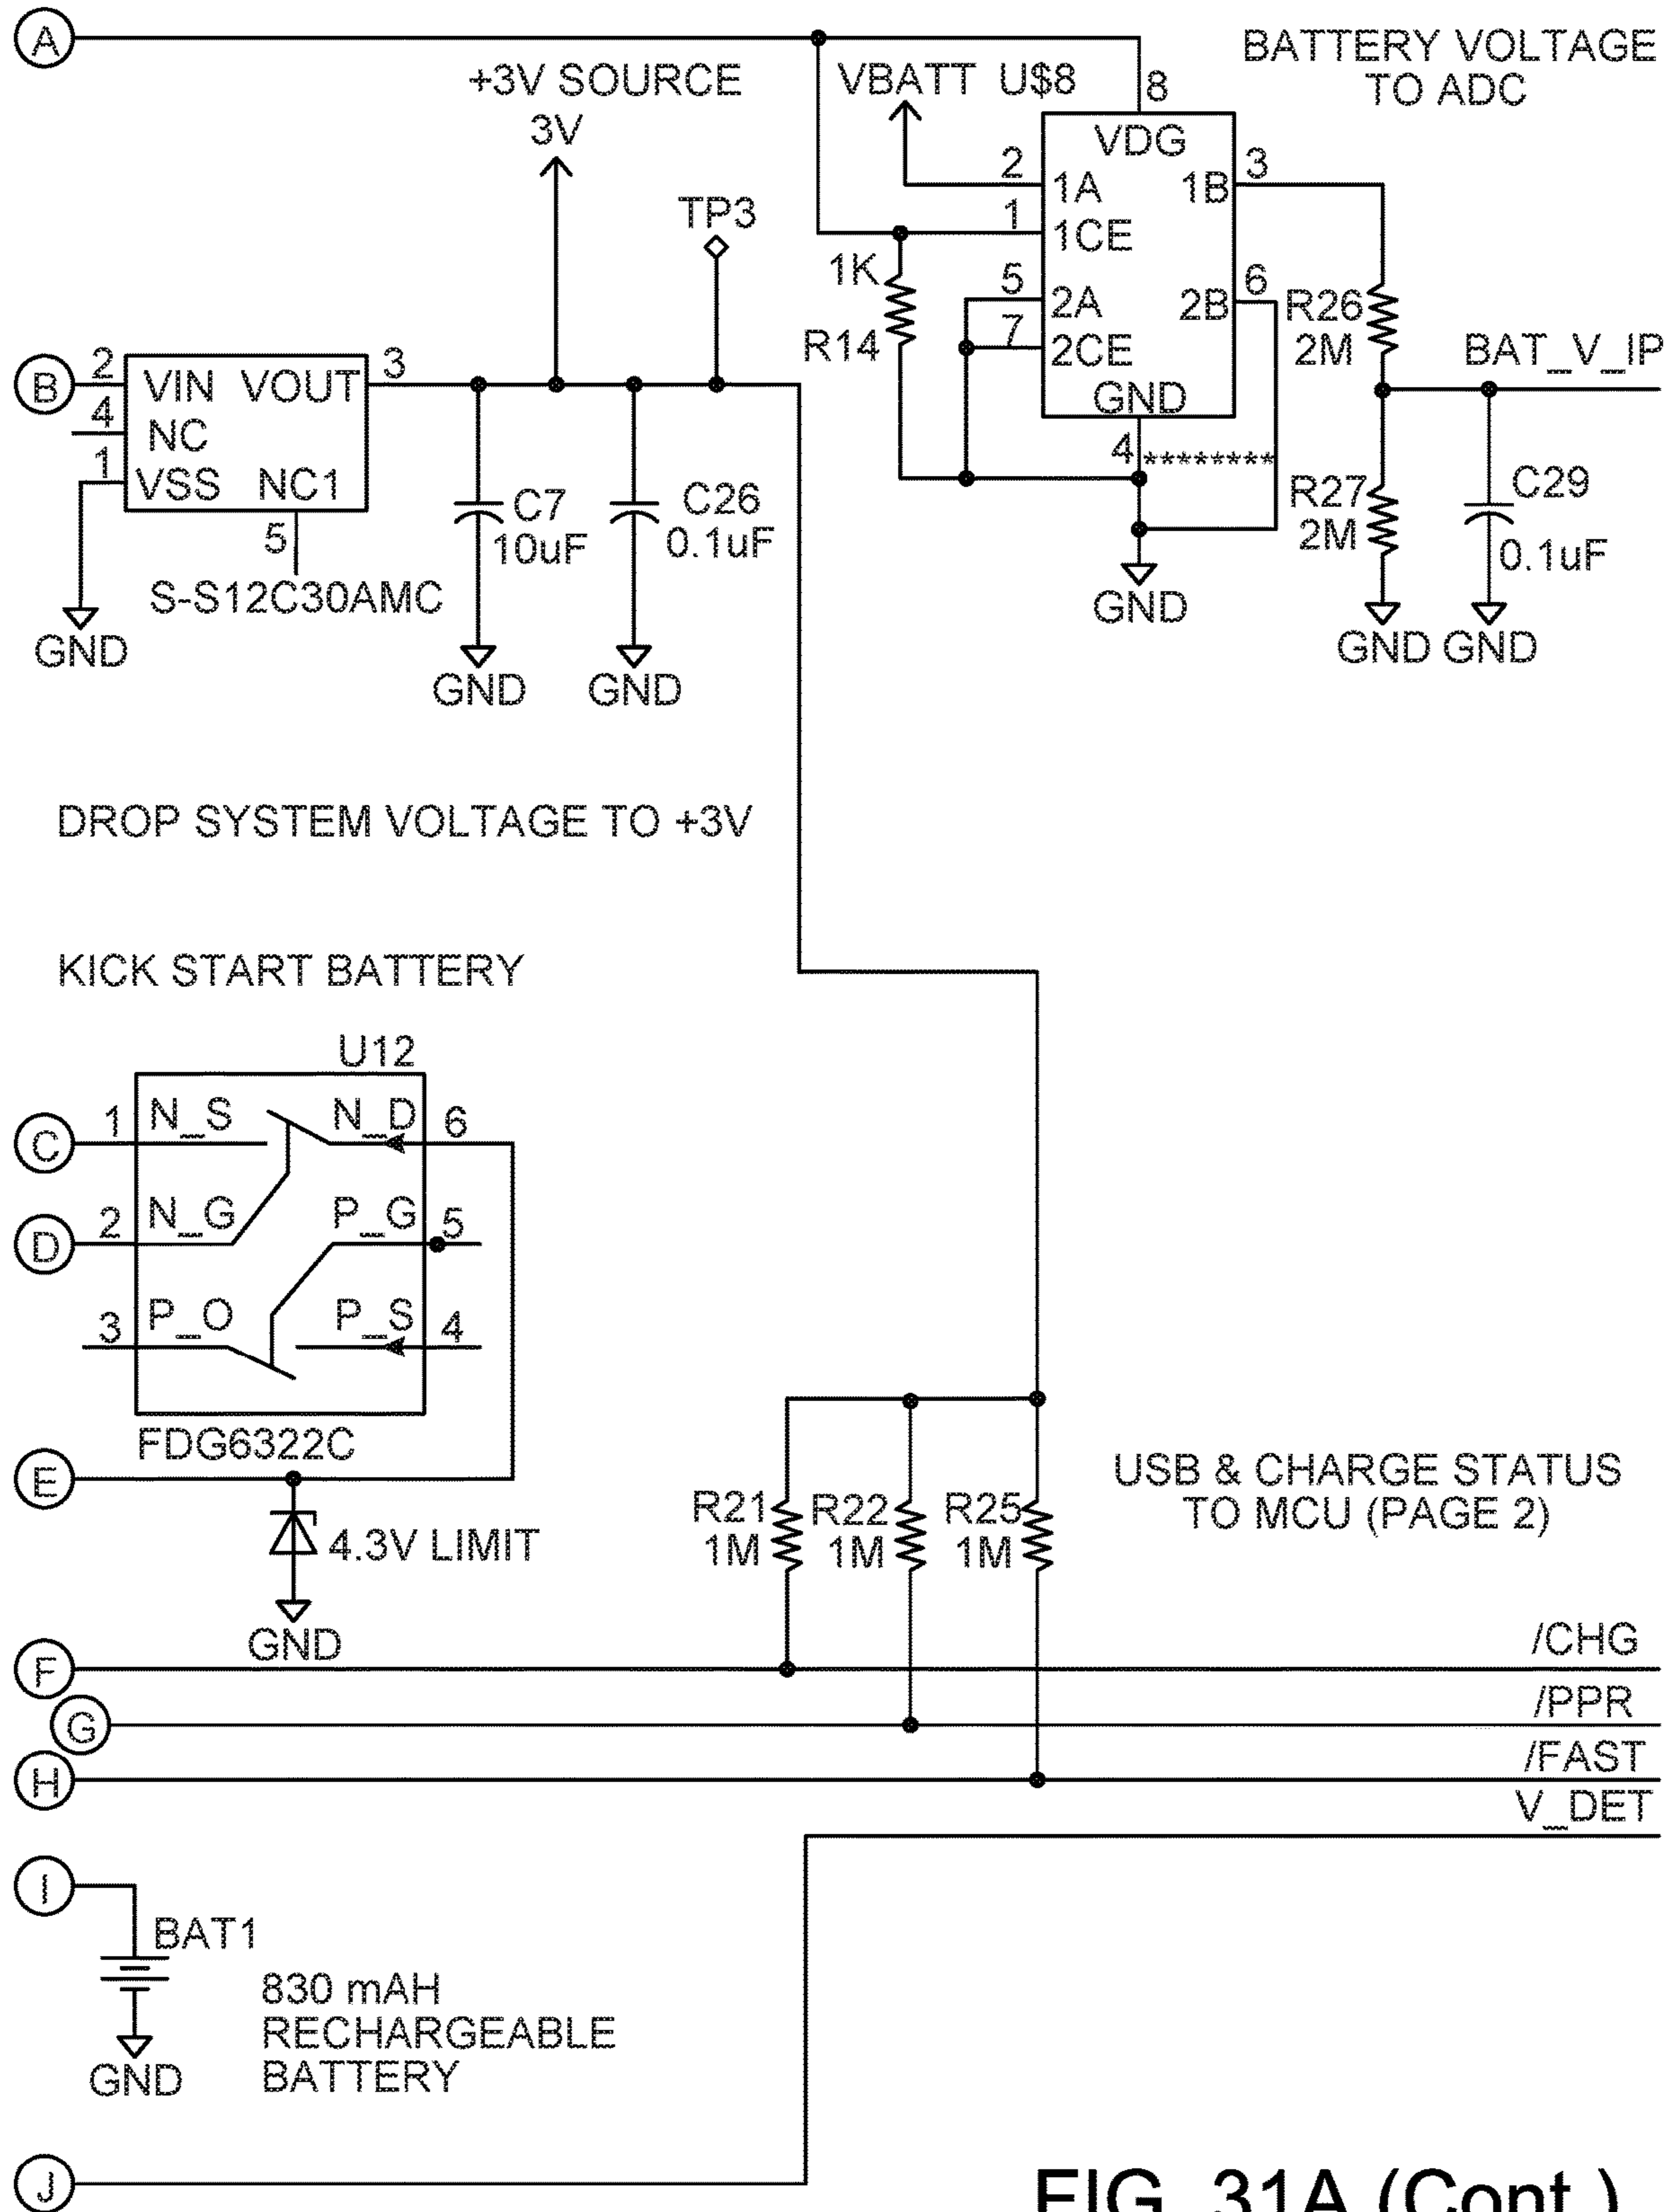 A
BATTERY VOLTAGE
TO ADC
+3V SOURCE
3V
TP3
VBATT U$8
8
VDG
2
1A
1B
3
1
1CE
1K
R14
5
2A
2B
6
7
2CE
GND
4
********
GND
R26
2M
BAT_V_IP
R27
2M
C29
0.1uF
GND
GND
B
2
VIN
VOUT
3
4
NC
1
VSS
NC1
5
S-S12C30AMC
GND
C7
10uF
GND
C26
0.1uF
GND
DROP SYSTEM VOLTAGE TO +3V
KICK START BATTERY
U12
C
1
N_S
N_D
6
D
2
N_G
P_G
5
3
P_O
P_S
4
FDG6322C
E
4.3V LIMIT
GND
R21
1M
R22
1M
R25
1M
USB & CHARGE STATUS
TO MCU (PAGE 2)
F
/CHG
G
/PPR
H
/FAST
V_DET
I
BAT1
830 mAH
RECHARGEABLE
BATTERY
GND
J
FIG. 31A (Cont.)